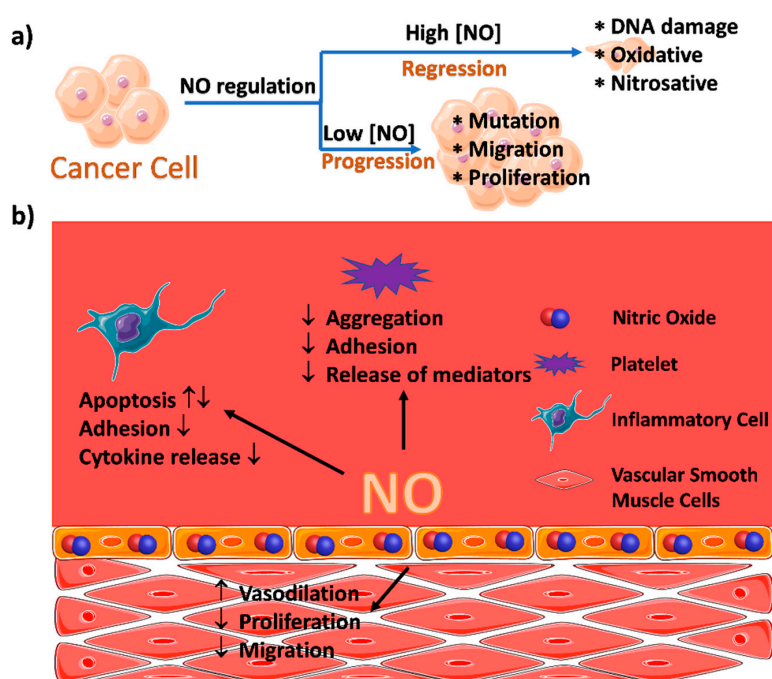 a)
High [NO]
Regression
* DNA damage
* Oxidative
* Nitrosative
NO regulation
Cancer Cell
Low [NO]
Progression
* Mutation
* Migration
* Proliferation
b)
↓ Aggregation
↓ Adhesion
↓ Release of mediators
Apoptosis ↑↓
Adhesion ↓
Cytokine release ↓
Nitric Oxide
Platelet
Inflammatory Cell
Vascular Smooth
Muscle Cells
NO
↑ Vasodilation
↓ Proliferation
↓ Migration